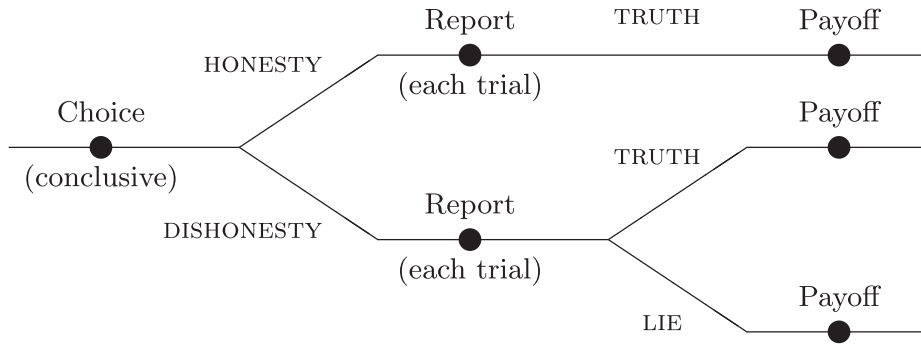 Report
TRUTH
Payoff
HONESTY
(each trial)
Choice
Payoff
(conclusive)
TRUTH
Report
DISHONESTY
(each trial)
Payoff
LIE